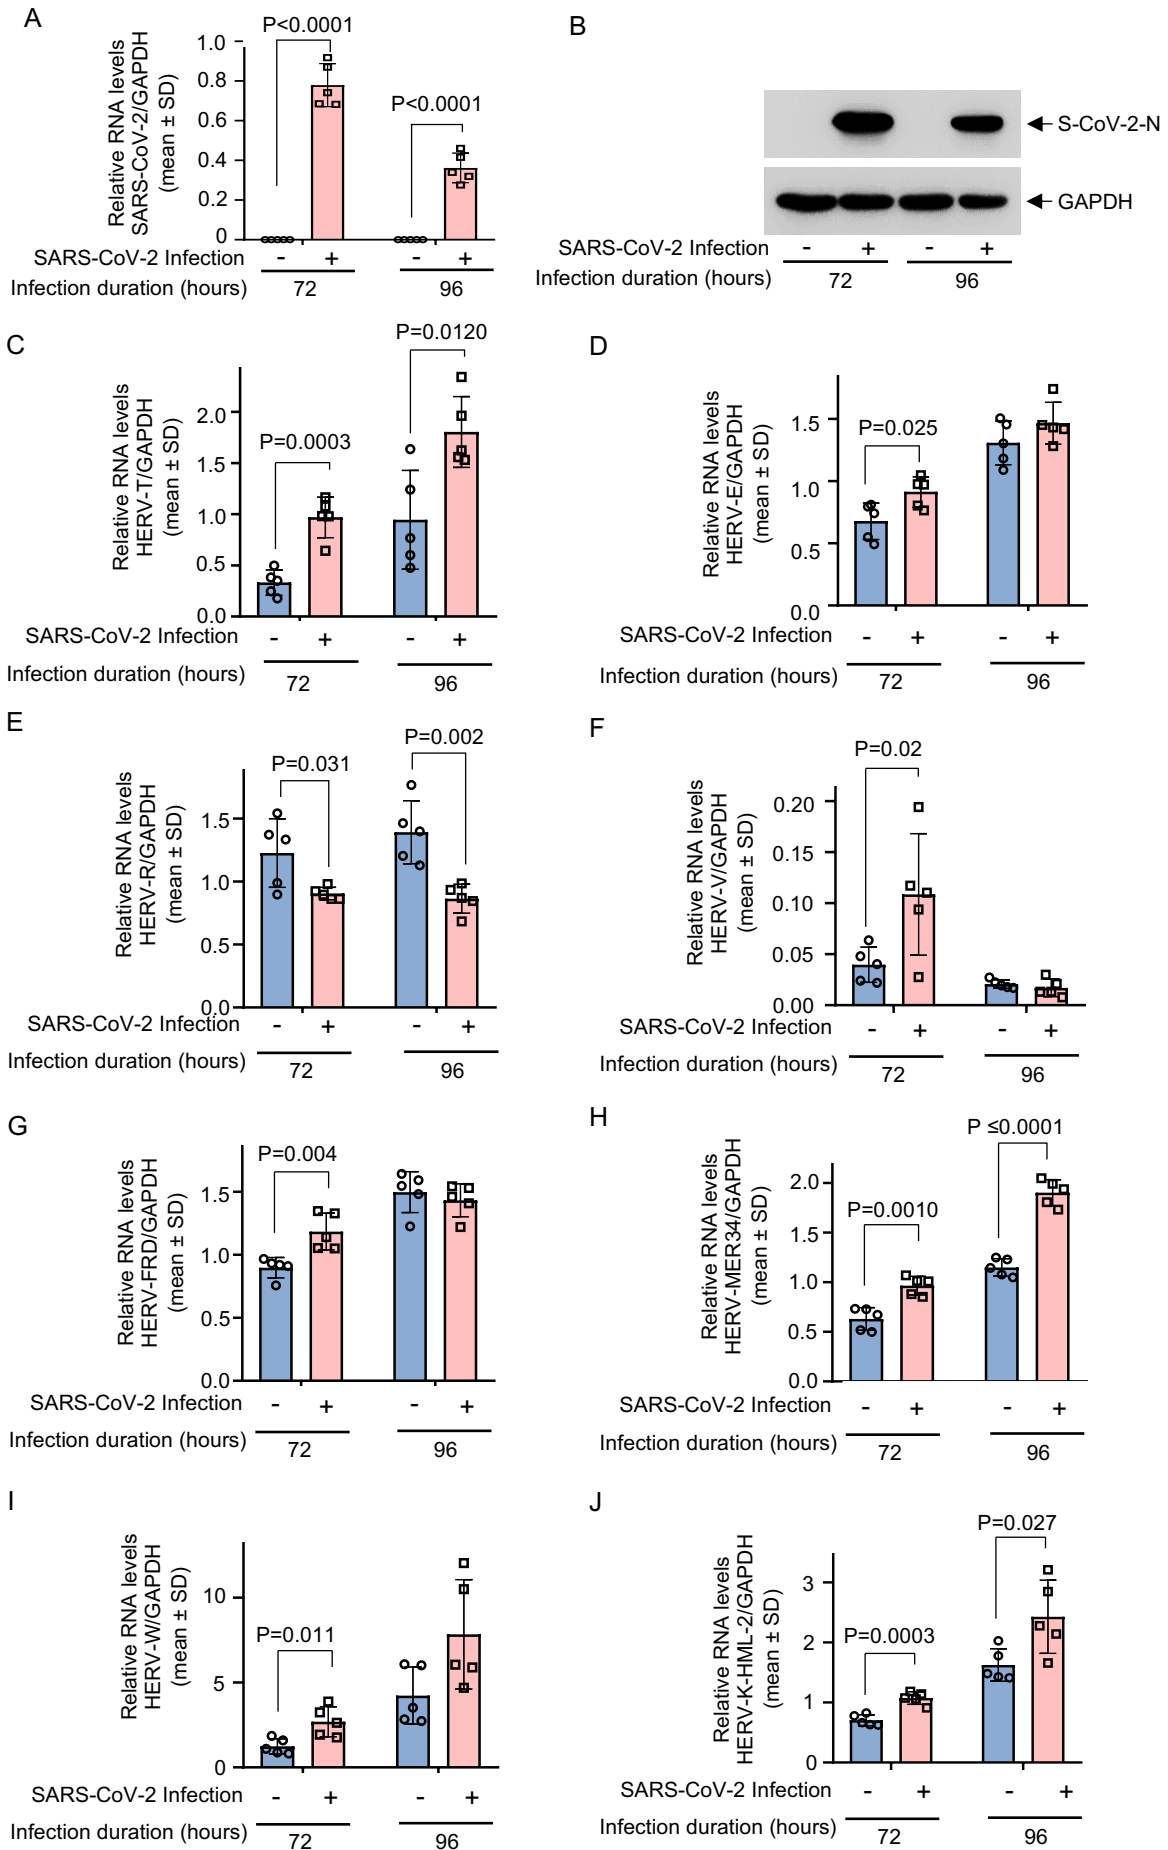 A
Relative RNA levels
SARS-CoV-2/GAPDH
(mean ± SD)
1.0
0.8
0.6
0.4
0.2
0
P<0.0001
P<0.0001
SARS-CoV-2 Infection - + - +
Infection duration (hours) 72 96
B
S-CoV-2-N
GAPDH
SARS-CoV-2 Infection - + - +
Infection duration (hours) 72 96
C
Relative RNA levels
HERV-T/GAPDH
(mean ± SD)
2.0
1.5
1.0
0.5
0.0
P=0.0003
P=0.0120
SARS-CoV-2 Infection - + - +
Infection duration (hours) 72 96
D
Relative RNA levels
HERV-E/GAPDH
(mean ± SD)
1.5
1.0
0.5
0.0
P=0.025
SARS-CoV-2 Infection - + - +
Infection duration (hours) 72 96
E
Relative RNA levels
HERV-R/GAPDH
(mean ± SD)
1.5
1.0
0.5
0.0
P=0.031
P=0.002
SARS-CoV-2 Infection - + - +
Infection duration (hours) 72 96
F
Relative RNA levels
HERV-V/GAPDH
(mean ± SD)
0.20
0.15
0.10
0.05
0.00
P=0.02
SARS-CoV-2 Infection - + - +
Infection duration (hours) 72 96
G
Relative RNA levels
HERV-FRD/GAPDH
(mean ± SD)
1.5
1.0
0.5
0.0
P=0.004
SARS-CoV-2 Infection - + - +
Infection duration (hours) 72 96
H
Relative RNA levels
HERV-MER34/GAPDH
(mean ± SD)
2.0
1.5
1.0
0.5
0.0
P=0.0010
P ≤0.0001
SARS-CoV-2 Infection - + - +
Infection duration (hours) 72 96
I
Relative RNA levels
HERV-W/GAPDH
(mean ± SD)
10
5
0
P=0.011
SARS-CoV-2 Infection - + - +
Infection duration (hours) 72 96
J
Relative RNA levels
HERV-K-HML-2/GAPDH
(mean ± SD)
3
2
1
0
P=0.0003
P=0.027
SARS-CoV-2 Infection - + - +
Infection duration (hours) 72 96